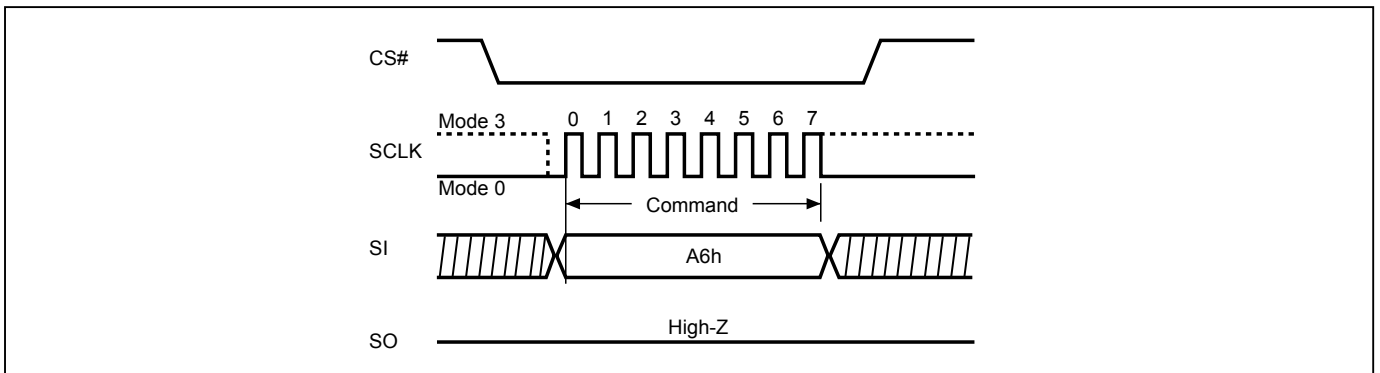 CS#
Mode 3
0 1 2 3 4 5 6 7
SCLK
Mode 0
Command
SI
A6h
High-Z
SO